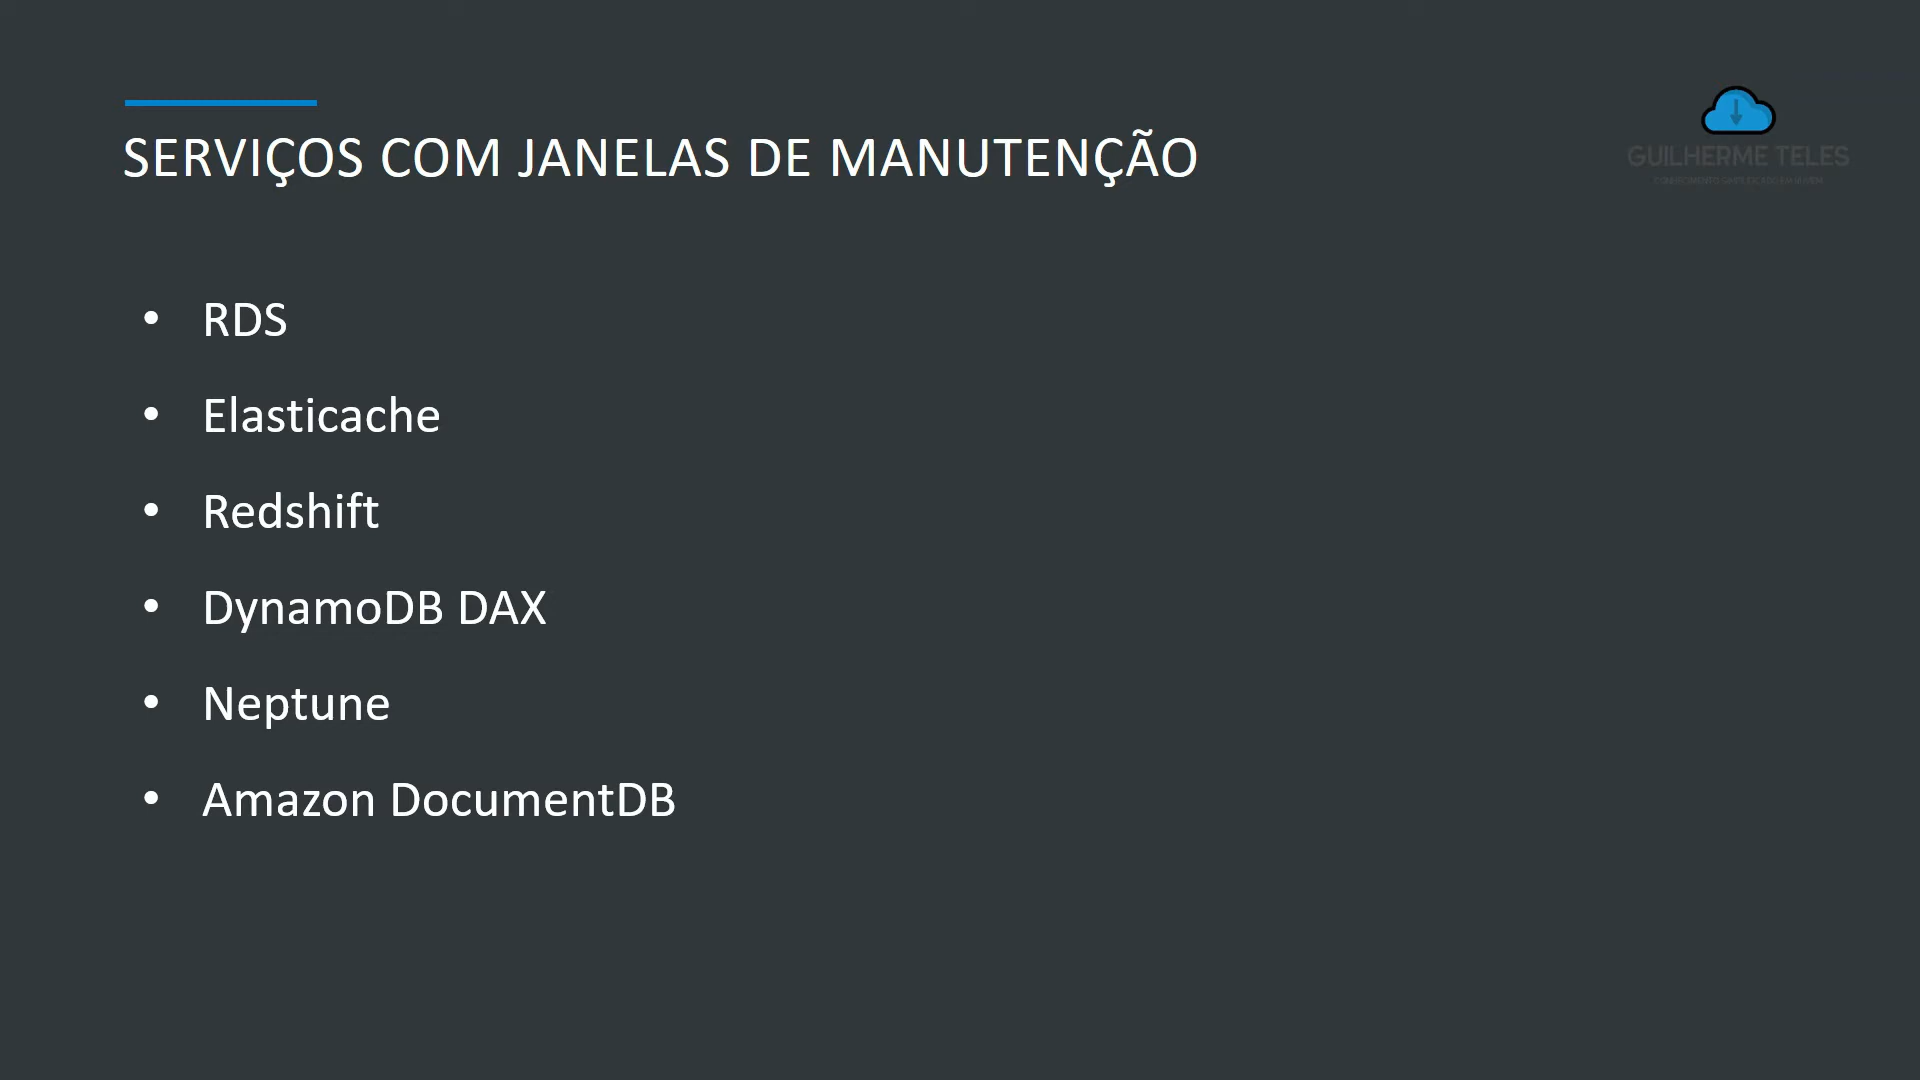 SERVIÇOS COM JANELAS DE MANUTENÇÃO
GUILHERME TELES
• RDS
• Elasticache
• Redshift
• DynamoDB DAX
• Neptune
• Amazon DocumentDB